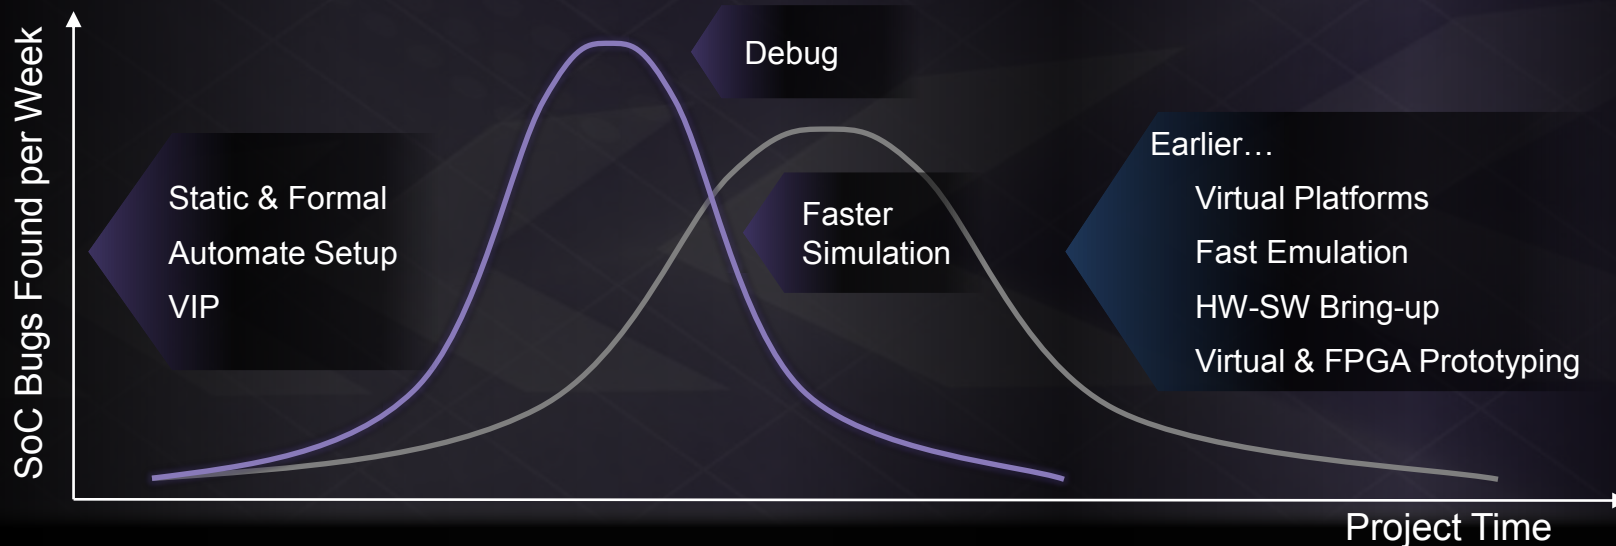 SoC Bugs Found per Week
Static & Formal
Automate Setup
VIP
Debug
Faster
Simulation
Earlier…
Virtual Platforms
Fast Emulation
HW-SW Bring-up
Virtual & FPGA Prototyping
Project Time